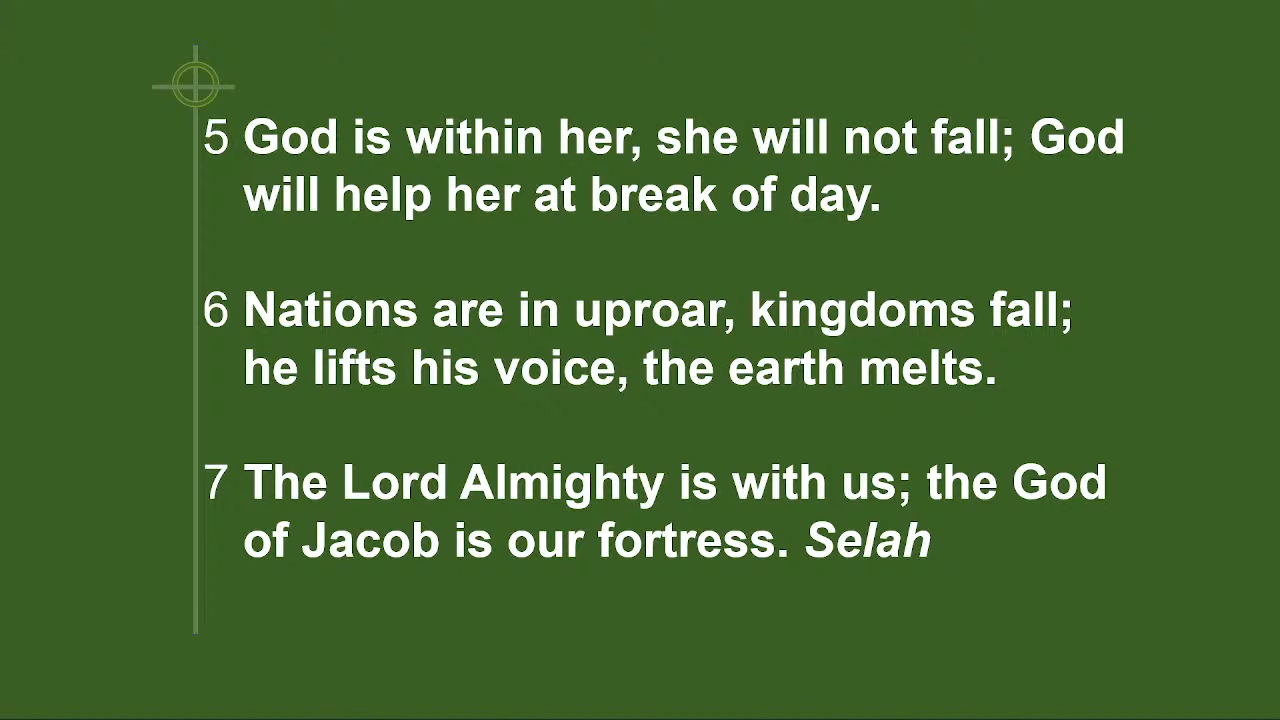 5 God is within her, she will not fall; God
will help her at break of day.
6 Nations are in uproar, kingdoms fall;
he lifts his voice, the earth melts.
7 The Lord Almighty is with us; the God
of Jacob is our fortress. Selah